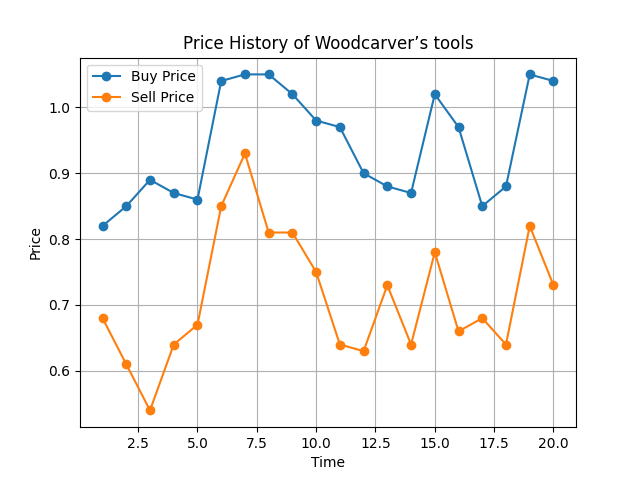 Price History of Woodcarver’s tools
Buy Price
Sell Price
Price
1.0
0.9
0.8
0.7
0.6
2.5 5.0 7.5 10.0 12.5 15.0 17.5 20.0
Time